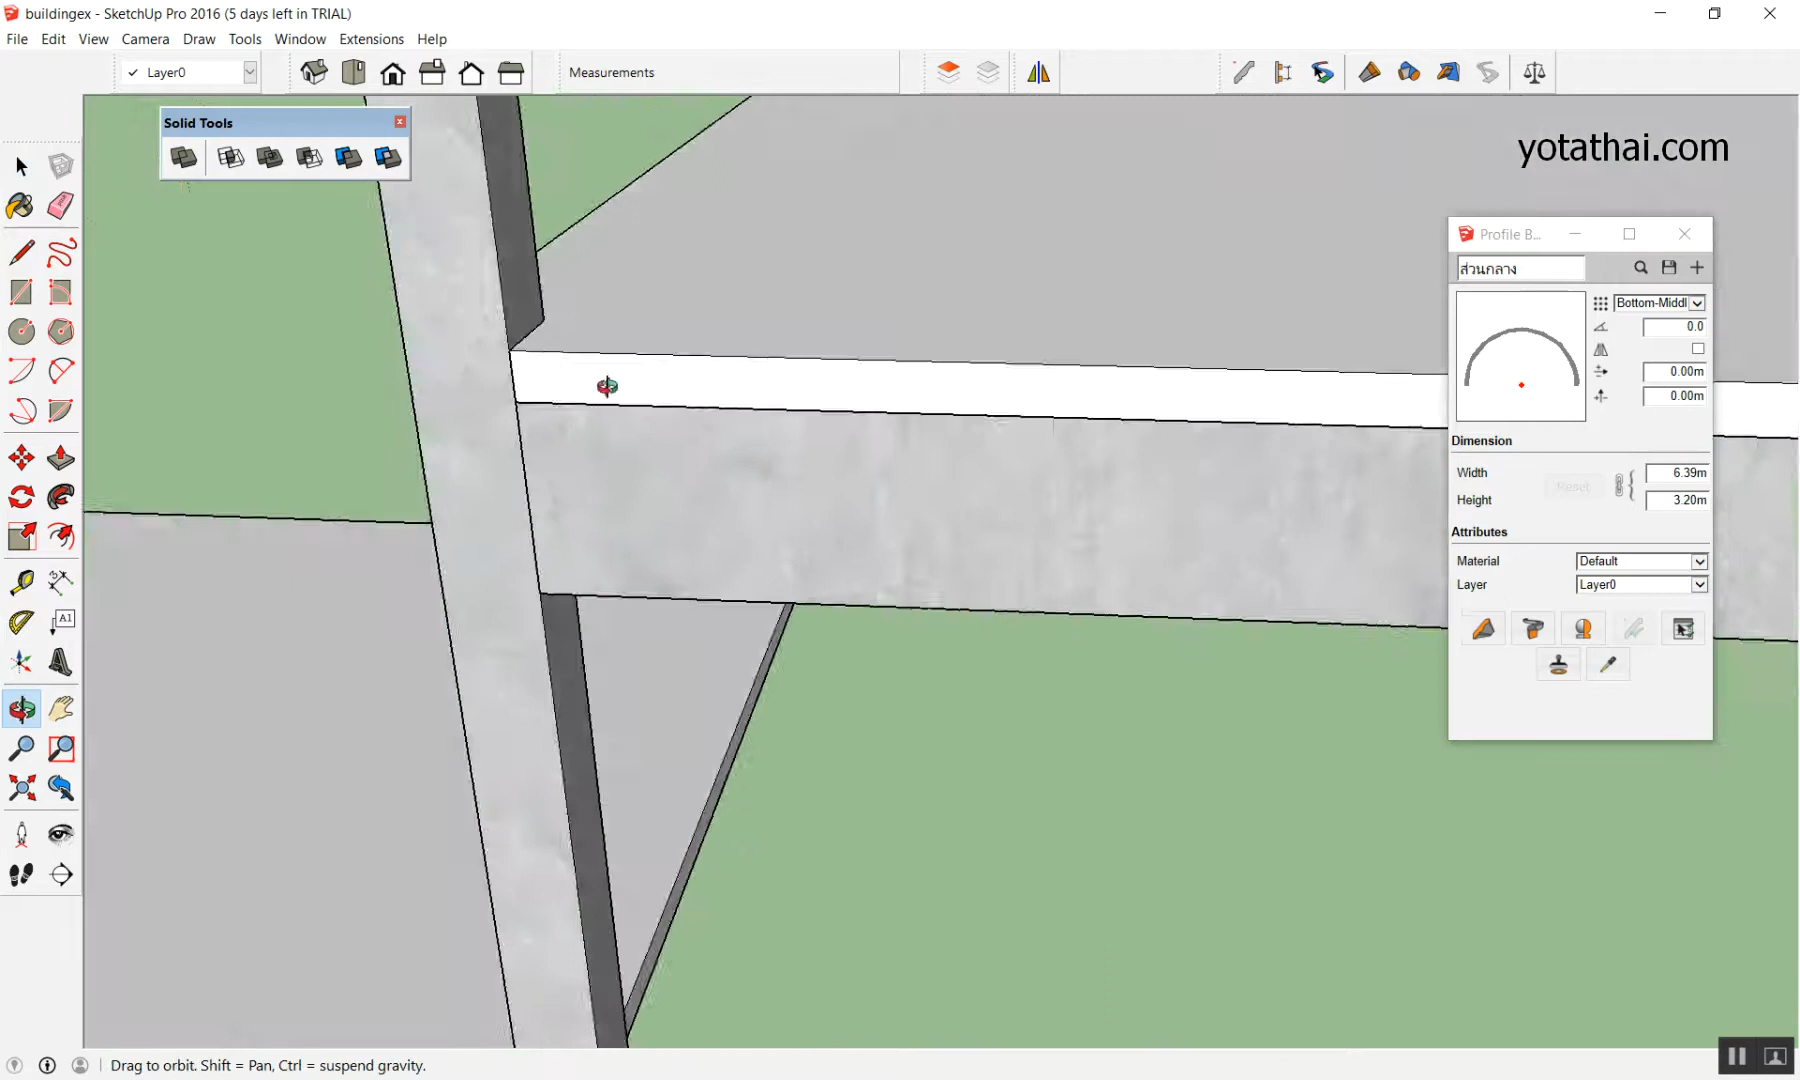 buildingex - SketchUp Pro 2016 (5 days left in TRIAL)
File Edit View Camera Draw Tools Window Extensions Help
Layer0
Measurements
Solid Tools
yotathai.com
Profile B...
ส่วนกลาง
Bottom-Middl
0.0
0.00m
0.00m
Dimension
Width 6.39m
Reset
Height 3.20m
Attributes
Material Default
Layer Layer0
A1
Drag to orbit. Shift = Pan, Ctrl = suspend gravity.